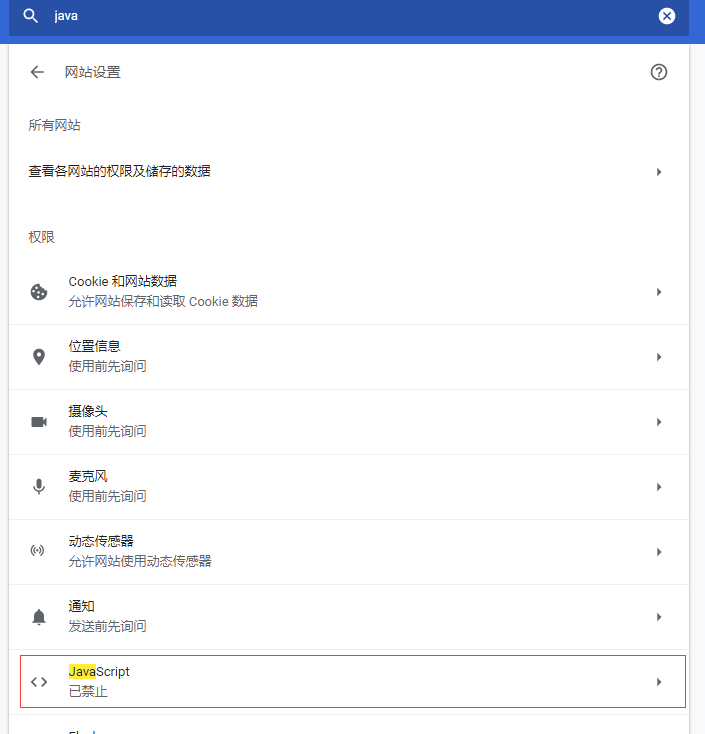 java
网站设置
所有网站
查看各网站的权限及储存的数据
权限
Cookie 和网站数据
允许网站保存和读取 Cookie 数据
位置信息
使用前先询问
摄像头
使用前先询问
麦克风
使用前先询问
动态传感器
允许网站使用动态传感器
通知
发送前先询问
JavaScript
已禁止